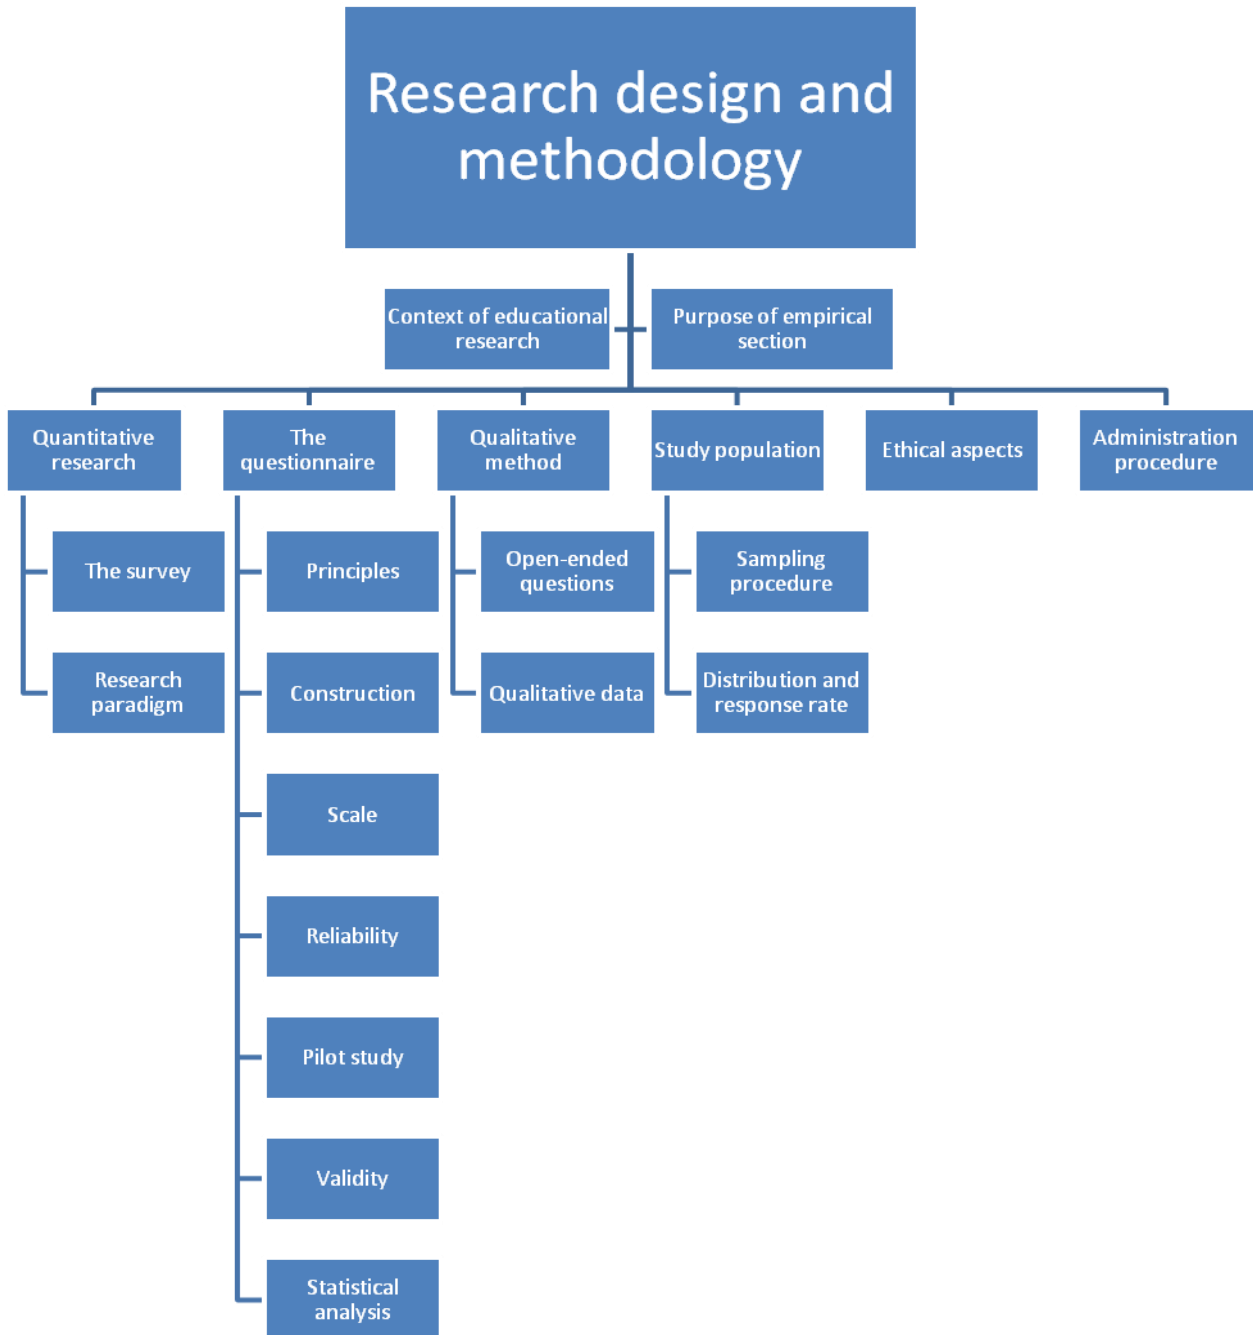 Research design and
methodology
Context of educational
research
Purpose of empirical
section
Quantitative
research
The
questionnaire
Qualitative
method
Study population
Ethical aspects
Administration
procedure
The survey
Research
paradigm
Principles
Construction
Scale
Reliability
Pilot study
Validity
Statistical
analysis
Open-ended
questions
Qualitative data
Sampling
procedure
Distribution and
response rate